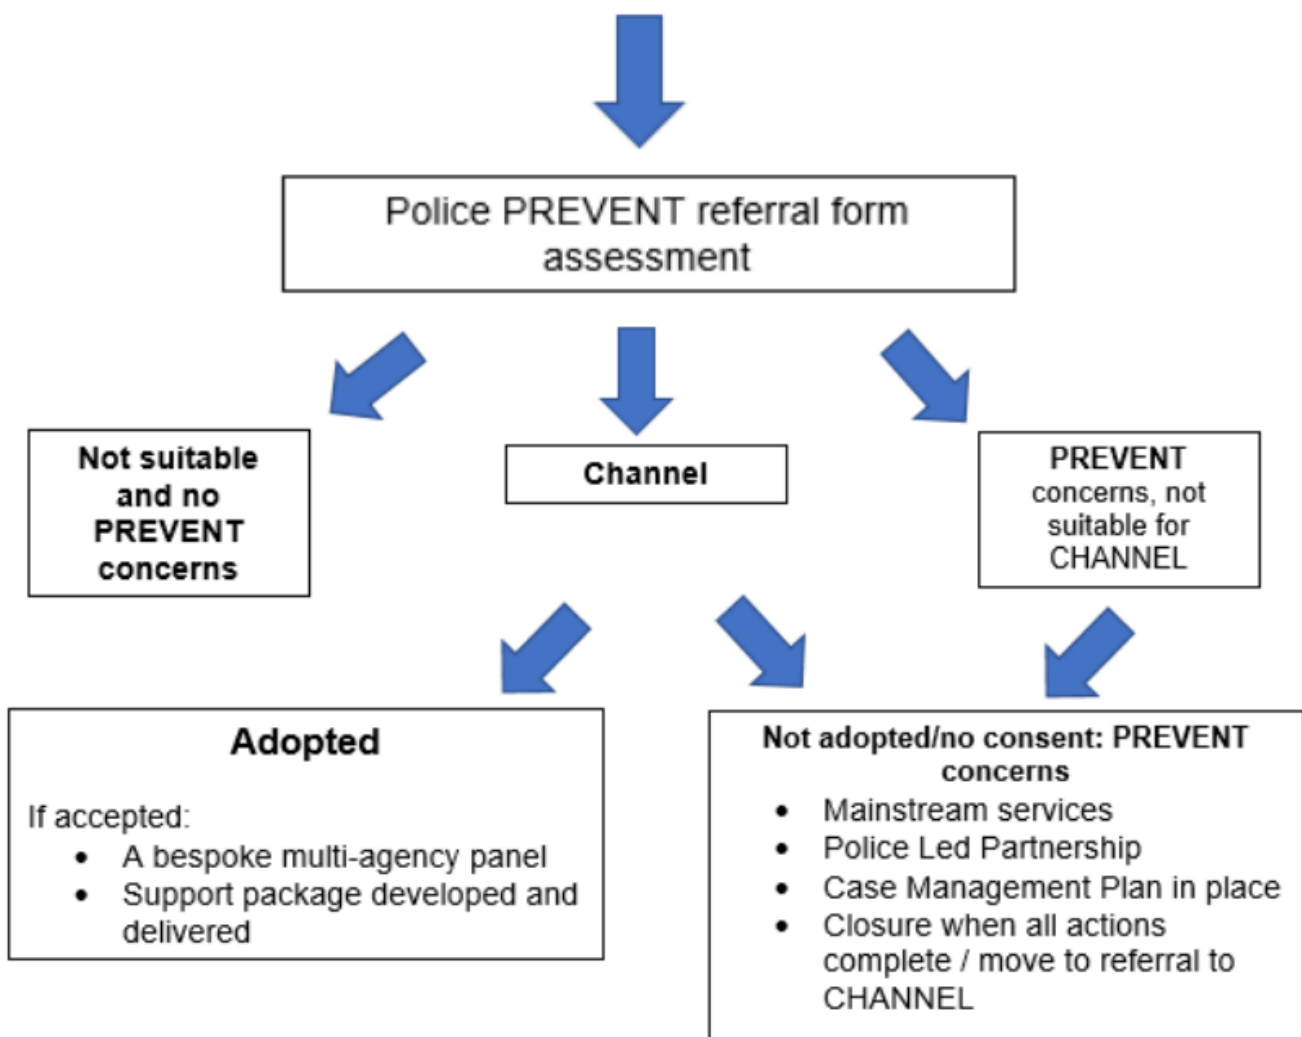 Police PREVENT referral form
assessment
Not suitable
and no
PREVENT
concerns
Channel
PREVENT
concerns, not
suitable for
CHANNEL
Adopted
If accepted:
• A bespoke multi-agency panel
• Support package developed and
delivered
Not adopted/no consent: PREVENT
concerns
• Mainstream services
• Police Led Partnership
• Case Management Plan in place
• Closure when all actions
complete / move to referral to
CHANNEL